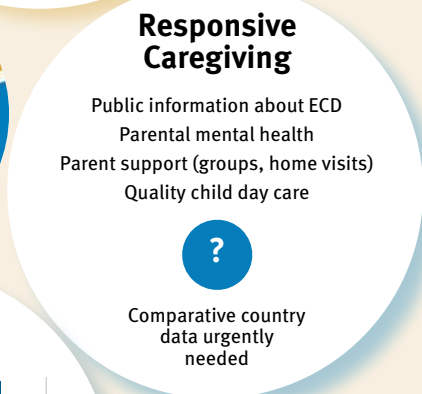 Responsive
Caregiving
Public information about ECD
Parental mental health
Parent support (groups, home visits)
Quality child day care
?
Comparative country
data urgently
needed